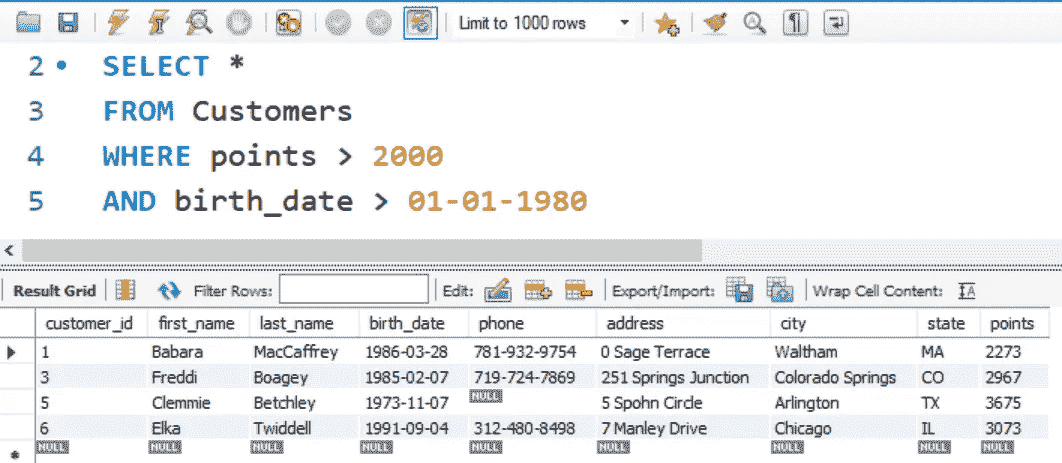 Limit to 1000 rows
2 SELECT *
3 FROM Customers
4 WHERE points > 2000
5 AND birth_date > 01-01-1980
Result Grid Filter Rows: Edit: Export/Import: Wrap Cell Content: IA
customer_id first_name last_name birth_date phone address city state points
1 Babara MacCaffrey 1986-03-28 781-932-9754 0 Sage Terrace Waltham MA 2273
3 Freddi Boagey 1985-02-07 719-724-7869 251 Springs Junction Colorado Springs CO 2967
5 Clemmie Betchley 1973-11-07 NULL 5 Spohn Circle Arlington TX 3675
6 Elka Twiddell 1991-09-04 312-480-8498 7 Manley Drive Chicago IL 3073
NULL NULL NULL NULL NULL NULL NULL NULL NULL